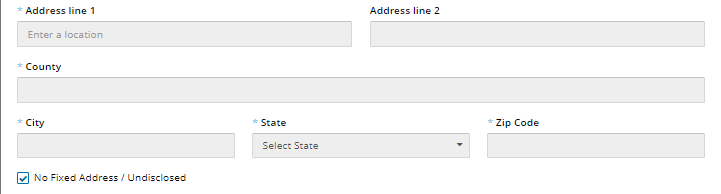 * Address line 1 Address line 2
Enter a location
* County
* City * State * Zip Code
Select State
No Fixed Address / Undisclosed